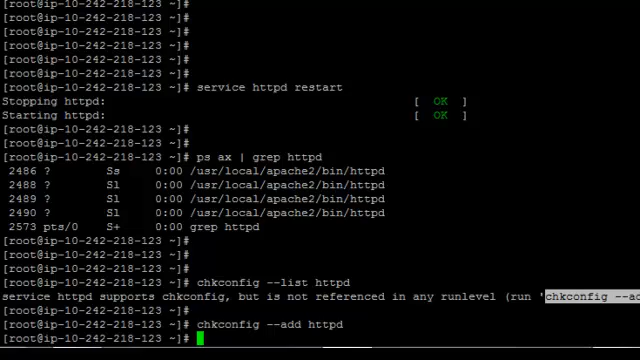 [root@ip-10-242-218-123 ~]#
[root@ip-10-242-218-123 ~]#
[root@ip-10-242-218-123 ~]#
[root@ip-10-242-218-123 ~]#
[root@ip-10-242-218-123 ~]#
[root@ip-10-242-218-123 ~]#
[root@ip-10-242-218-123 ~]# service httpd restart
Stopping httpd: [ OK ]
Starting httpd: [ OK ]
[root@ip-10-242-218-123 ~]#
[root@ip-10-242-218-123 ~]#
[root@ip-10-242-218-123 ~]# ps ax | grep httpd
2486 ? Ss 0:00 /usr/local/apache2/bin/httpd
2488 ? Sl 0:00 /usr/local/apache2/bin/httpd
2489 ? Sl 0:00 /usr/local/apache2/bin/httpd
2490 ? Sl 0:00 /usr/local/apache2/bin/httpd
2573 pts/0 S+ 0:00 grep httpd
[root@ip-10-242-218-123 ~]#
[root@ip-10-242-218-123 ~]#
[root@ip-10-242-218-123 ~]#
[root@ip-10-242-218-123 ~]# chkconfig --list httpd
service httpd supports chkconfig, but is not referenced in any runlevel (run 'chkconfig --ad
[root@ip-10-242-218-123 ~]#
[root@ip-10-242-218-123 ~]# chkconfig --add httpd
[root@ip-10-242-218-123 ~]#